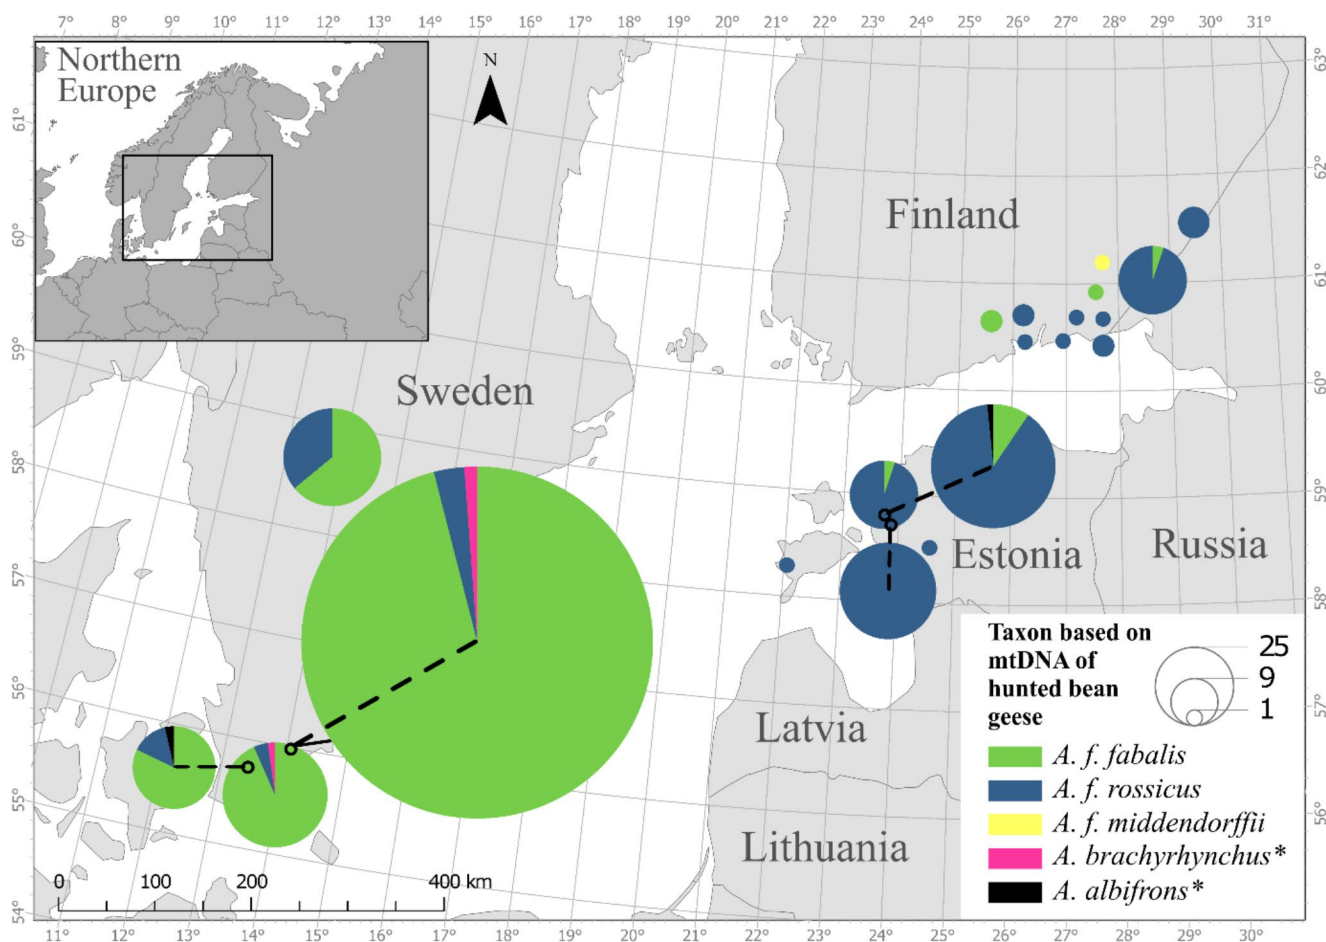 7° 8° 9° 10° 11° 12° 13° 14° 15° 16° 17° 18° 19° 20° 21° 22° 23° 24° 25° 26° 27° 28° 29° 30° 31°
Northern
Europe
N
63°
62°
61°
60°
59°
58°
57°
56°
61°
60°
59°
58°
57°
56°
55°
54°
Finland
Sweden
Estonia
Russia
Latvia
Lithuania
Taxon based on
mtDNA of
hunted bean
geese
25
9
1
A. f. fabalis
A. f. rossicus
A. f. middendorffii
A. brachyrhynchus*
A. albifrons*
0 100 200 400 km
11° 12° 13° 14° 15° 16° 17° 18° 19° 20° 21° 22° 23° 24° 25° 26° 27° 28° 29° 30°